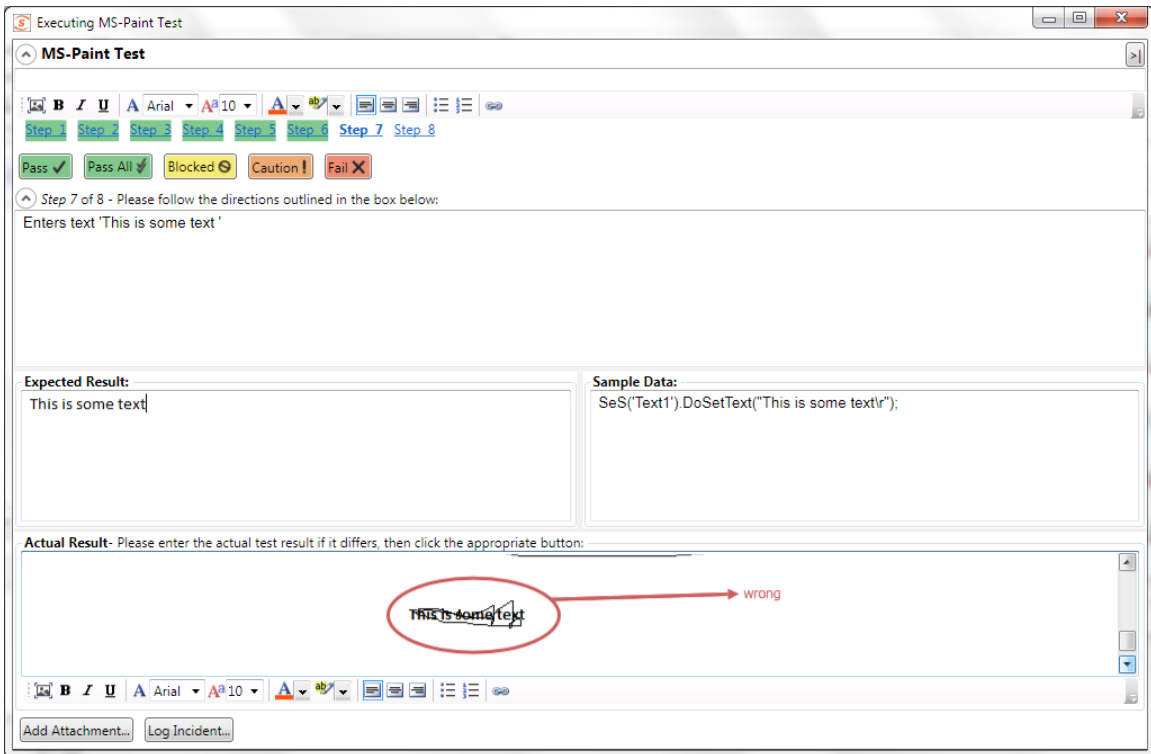 Executing MS-Paint Test
MS-Paint Test
>|
B I U A Arial Aa 10 A ab
Step 1 Step 2 Step 3 Step 4 Step 5 Step 6 Step 7 Step 8
Pass Pass All Blocked Caution ! Fail
Step 7 of 8 - Please follow the directions outlined in the box below:
Enters text 'This is some text '
Expected Result:
This is some text
Sample Data:
SeS('Text1').DoSetText("This is some text\r");
Actual Result- Please enter the actual test result if it differs, then click the appropriate button:
This is some text
wrong
B I U A Arial Aa 10 A ab
Add Attachment... Log Incident...